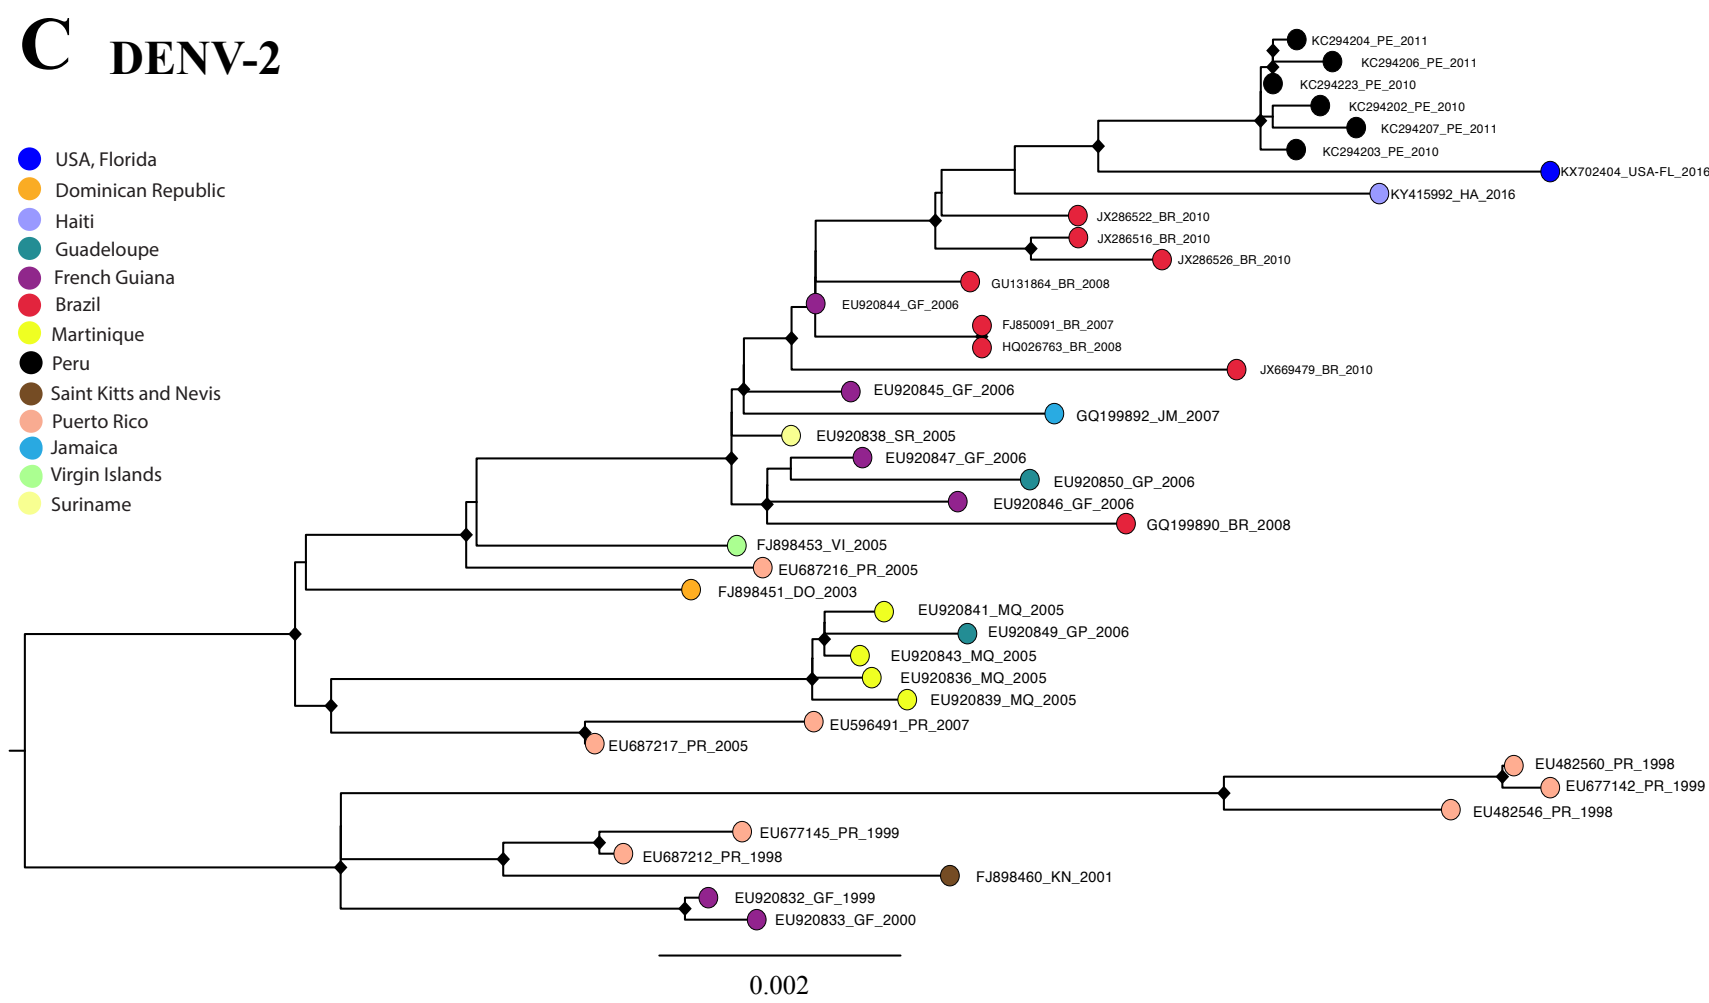 C DENV-2
USA, Florida
Dominican Republic
Haiti
Guadeloupe
French Guiana
Brazil
Martinique
Peru
Saint Kitts and Nevis
Puerto Rico
Jamaica
Virgin Islands
Suriname
KC294204_PE_2011
KC294206_PE_2011
KC294223_PE_2010
KC294202_PE_2010
KC294207_PE_2011
KC294203_PE_2010
KX702404_USA-FL_2016
KY415992_HA_2016
JX286522_BR_2010
JX286516_BR_2010
JX286526_BR_2010
GU131864_BR_2008
EU920844_GF_2006
FJ850091_BR_2007
HQ026763_BR_2008
JX669479_BR_2010
EU920845_GF_2006
GQ199892_JM_2007
EU920838_SR_2005
EU920847_GF_2006
EU920850_GP_2006
EU920846_GF_2006
GQ199890_BR_2008
FJ898453_VI_2005
EU687216_PR_2005
FJ898451_DO_2003
EU920841_MQ_2005
EU920849_GP_2006
EU920843_MQ_2005
EU920836_MQ_2005
EU920839_MQ_2005
EU596491_PR_2007
EU687217_PR_2005
EU482560_PR_1998
EU677142_PR_1999
EU482546_PR_1998
EU677145_PR_1999
EU687212_PR_1998
FJ898460_KN_2001
EU920832_GF_1999
EU920833_GF_2000
0.002